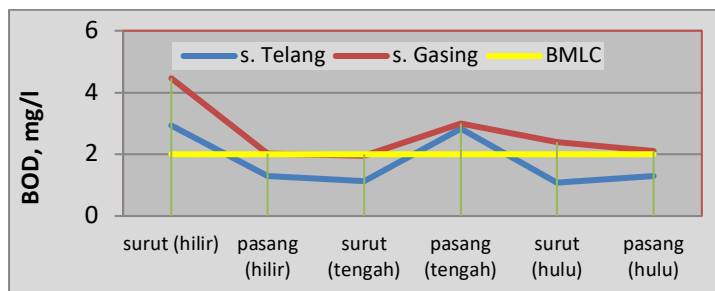 BOD, mg/l
6
4
2
0
s. Telang s. Gasing BMLC
surut (hilir) pasang surut pasang surut pasang
(hilir) (tengah) (tengah) (hulu) (hulu)